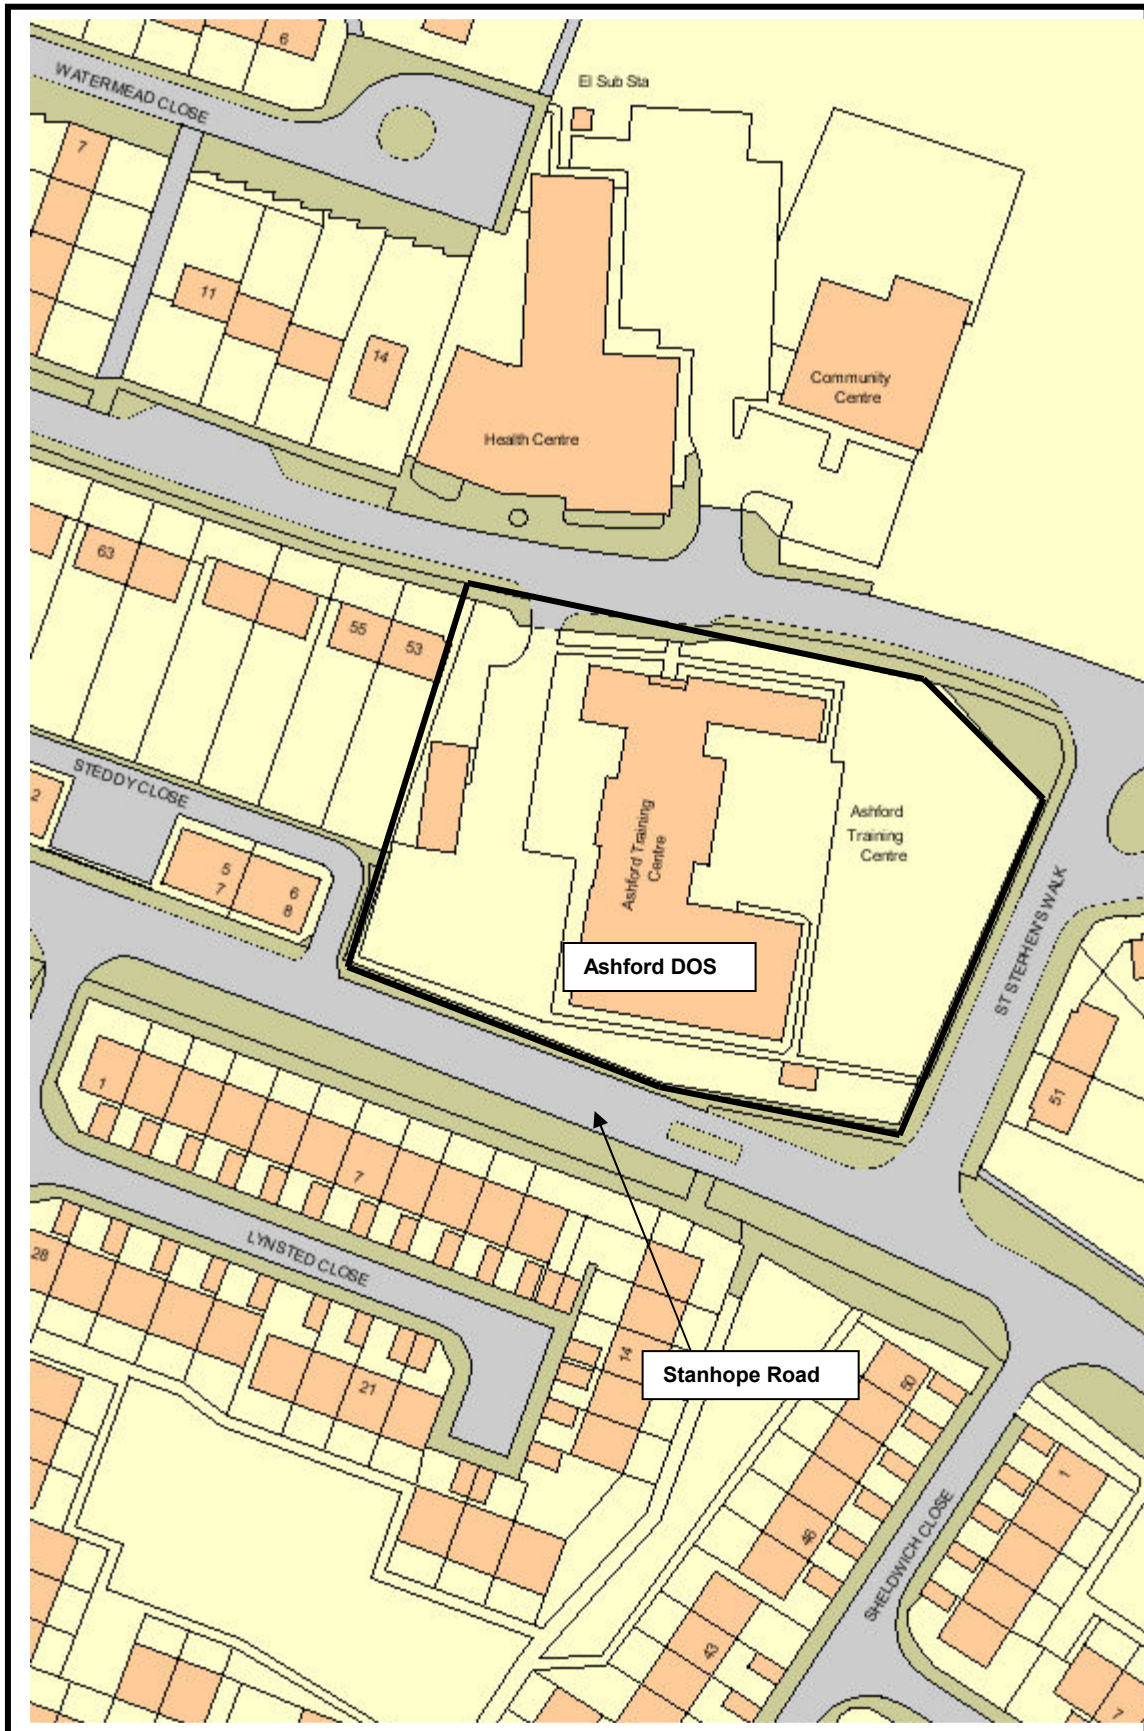 6
WATERMEAD CLOSE
El Sub Sta
7
11
14
Community
Centre
Health Centre
63
55
53
STEDDY CLOSE
2
5
7
6
8
Ashford Training
Centre
Ashford
Training
Centre
ST STEPHEN'S WALK
Ashford DOS
51
1
7
LYNSTED CLOSE
28
21
14
Stanhope Road
50
46
43
1
SHELDWICH CLOSE
7